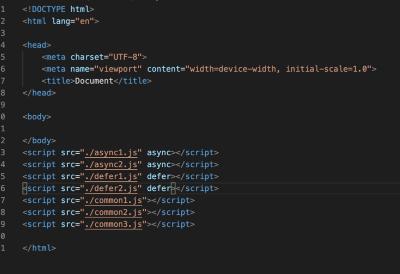 1 <!DOCTYPE html>
2 <html lang="en">
3
4 <head>
5 <meta charset="UTF-8">
6 <meta name="viewport" content="width=device-width, initial-scale=1.0">
7 <title>Document</title>
8 </head>
9
0 <body>
1
2 </body>
3 <script src="./async1.js" async></script>
4 <script src="./async2.js" async></script>
5 <script src="./defer1.js" defer></script>
6 <script src="./defer2.js" defer></script>
7 <script src="./common1.js"></script>
8 <script src="./common2.js"></script>
9 <script src="./common3.js"></script>
0
1 </html>